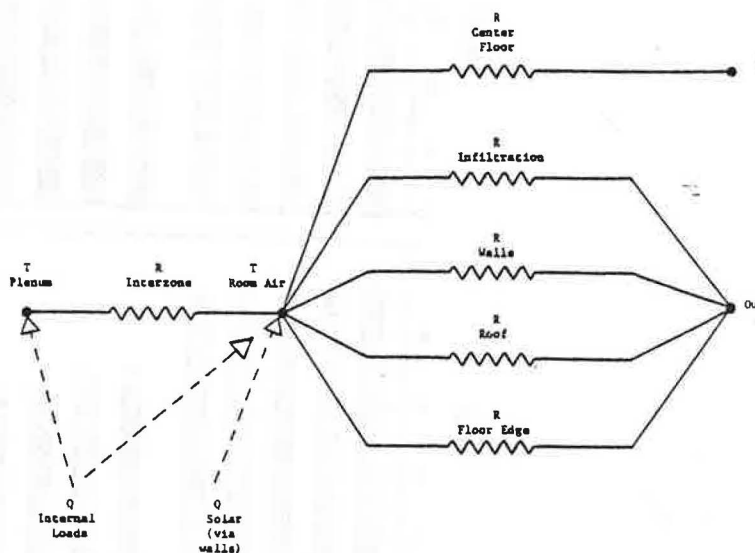 R
Center
Floor
R
Infiltration
R
Walls
T
Plenum
R
Interzone
T
Room Air
R
Roof
R
Floor Edge
Q
Internal
Loads
Q
Solar
(via
walls)